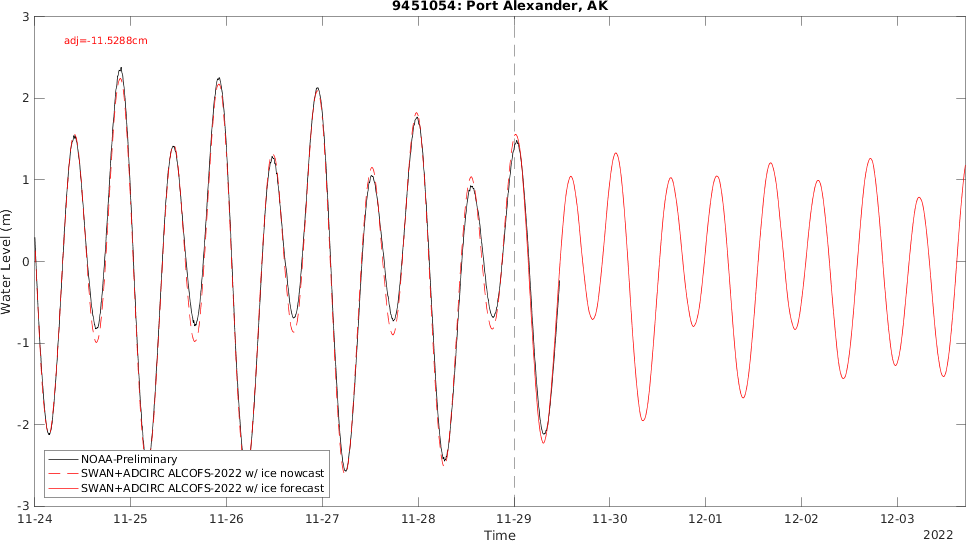 9451054: Port Alexander, AK
adj=-11.5288cm
3
2
1
0
-1
-2
-3
Water Level (m)
NOAA-Preliminary
SWAN+ADCIRC ALCOFS-2022 w/ ice nowcast
SWAN+ADCIRC ALCOFS-2022 w/ ice forecast
11-24 11-25 11-26 11-27 11-28 11-29 11-30 12-01 12-02 12-03
Time
2022